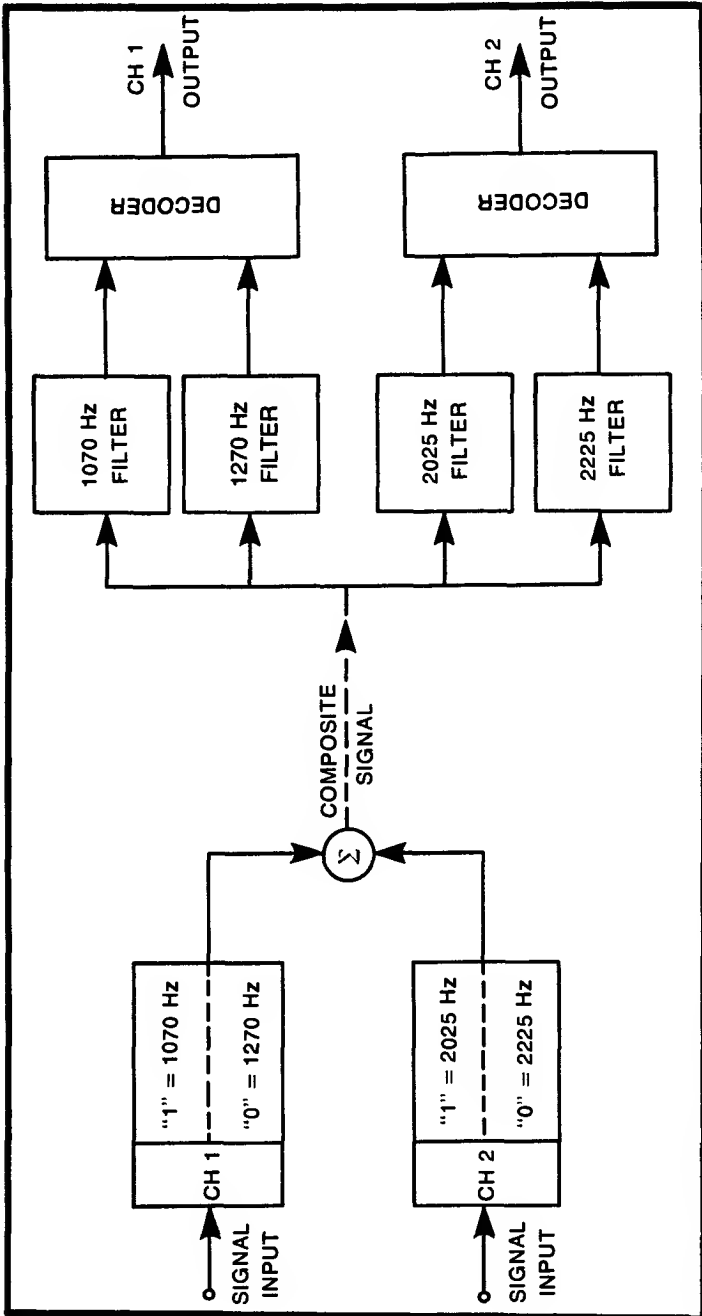 SIGNAL
INPUT
CH 1
"1" = 1070 Hz
"0" = 1270 Hz
SIGNAL
INPUT
CH 2
"1" = 2025 Hz
"0" = 2225 Hz
Σ
COMPOSITE
SIGNAL
1070 Hz
FILTER
1270 Hz
FILTER
2025 Hz
FILTER
2225 Hz
FILTER
DECODER
CH 1
OUTPUT
DECODER
CH 2
OUTPUT